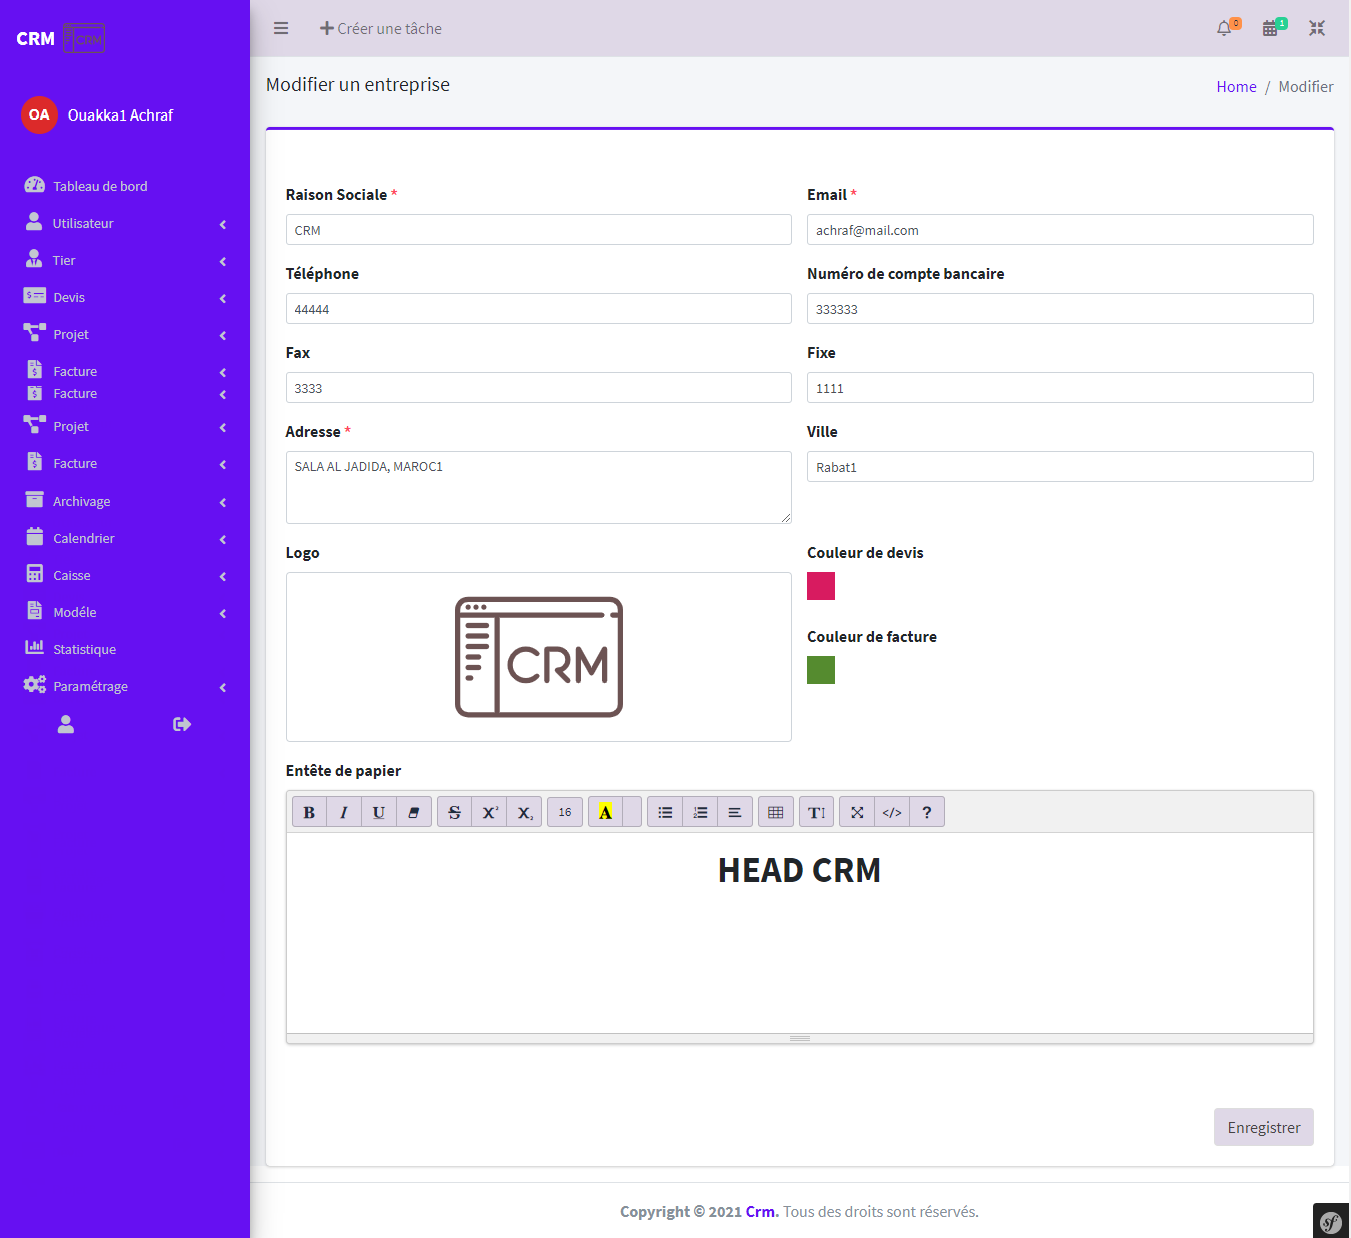 CRM CRM
Créer une tâche
0
1
OA Ouakka1 Achraf
Modifier un entreprise
Home / Modifier
Tableau de bord
Utilisateur
Tier
Devis
Projet
Facture
Facture
Projet
Facture
Archivage
Calendrier
Caisse
Modéle
Statistique
Paramétrage
Raison Sociale *
CRM
Email *
achraf@mail.com
Téléphone
44444
Numéro de compte bancaire
333333
Fax
3333
Fixe
1111
Adresse *
SALA AL JADIDA, MAROC1
Ville
Rabat1
Logo
CRM
Couleur de devis
Couleur de facture
Entête de papier
B I U S X² X₂ 16 A T </> ?
HEAD CRM
Enregistrer
Copyright © 2021 Crm. Tous des droits sont réservés.
sf